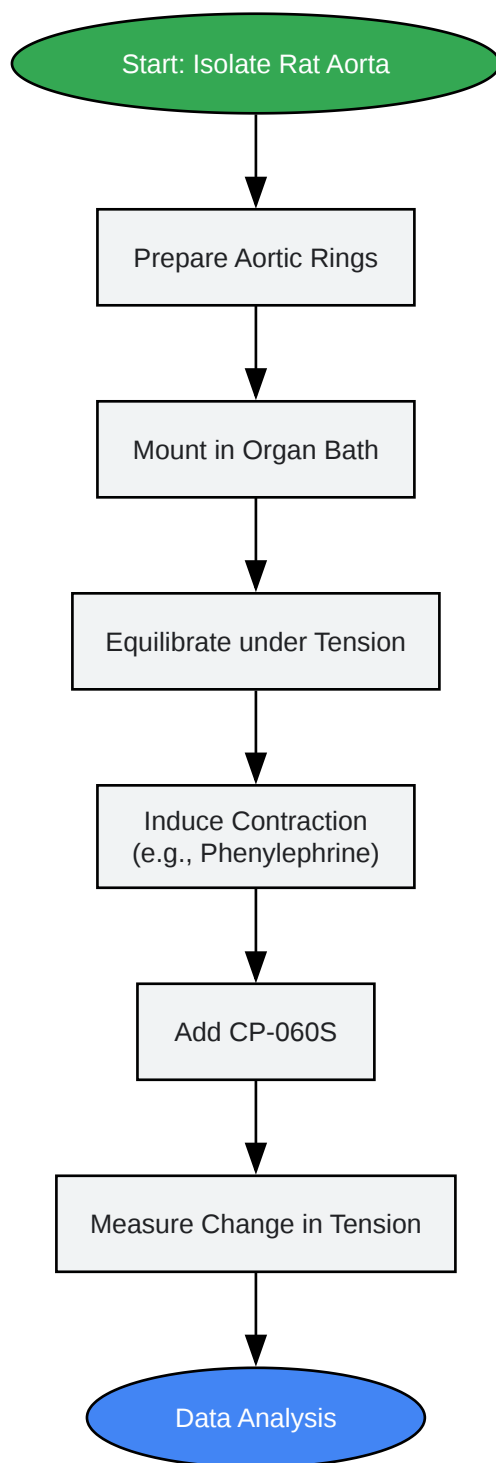 Start: Isolate Rat Aorta
Prepare Aortic Rings
Mount in Organ Bath
Equilibrate under Tension
Induce Contraction
(e.g., Phenylephrine)
Add CP-060S
Measure Change in Tension
Data Analysis